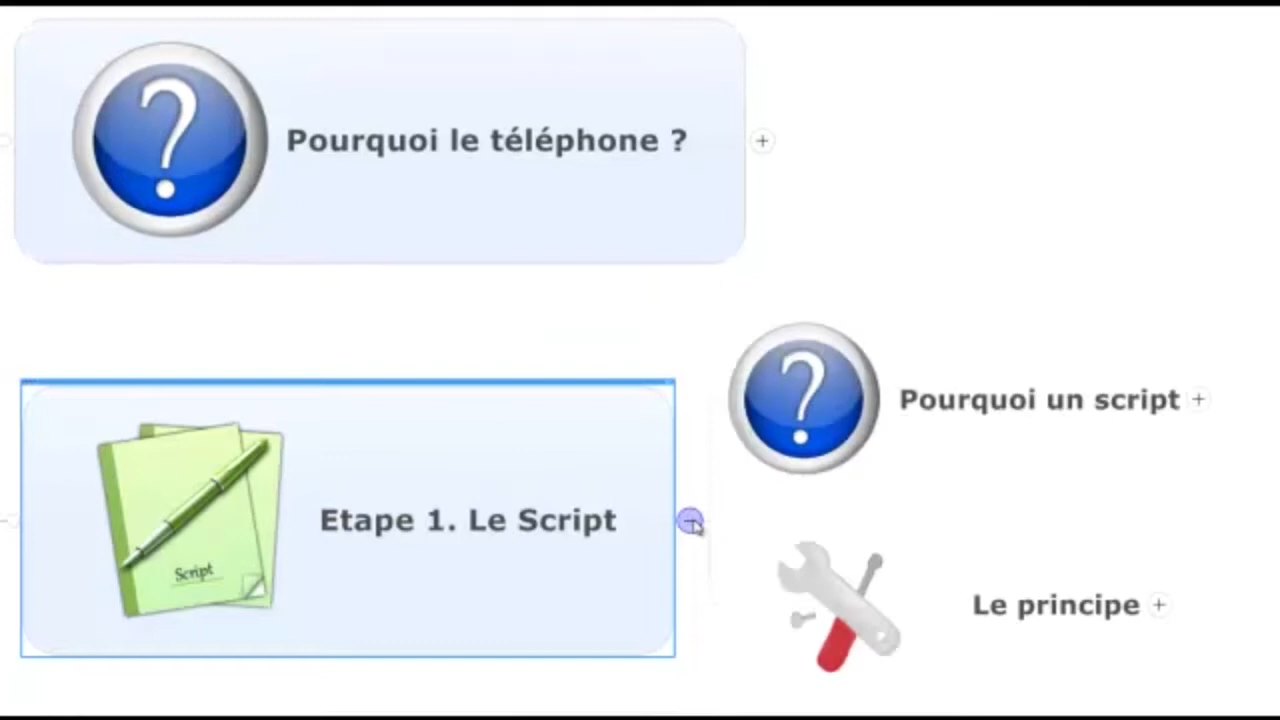 Pourquoi le téléphone ?
Pourquoi un script
Etape 1. Le Script
Script
Le principe